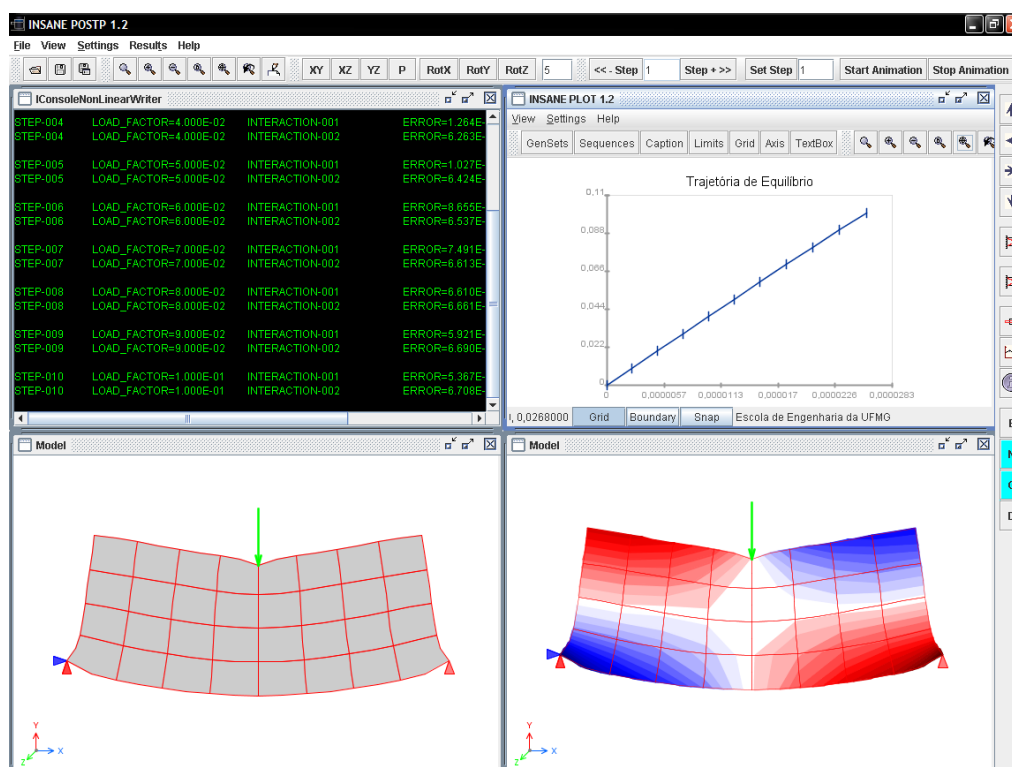 INSANE POSTP 1.2
File View Settings Results Help
XY XZ YZ P RotX RotY RotZ 5 << - Step 1 Step + >> Set Step 1 Start Animation Stop Animation
IConsoleNonLinearWriter
STEP-004 LOAD_FACTOR=4.000E-02 INTERACTION-001 ERROR=1.264E-
STEP-004 LOAD_FACTOR=4.000E-02 INTERACTION-002 ERROR=6.263E-
STEP-005 LOAD_FACTOR=5.000E-02 INTERACTION-001 ERROR=1.027E-
STEP-005 LOAD_FACTOR=5.000E-02 INTERACTION-002 ERROR=6.424E-
STEP-006 LOAD_FACTOR=6.000E-02 INTERACTION-001 ERROR=8.655E-
STEP-006 LOAD_FACTOR=6.000E-02 INTERACTION-002 ERROR=6.537E-
STEP-007 LOAD_FACTOR=7.000E-02 INTERACTION-001 ERROR=7.491E-
STEP-007 LOAD_FACTOR=7.000E-02 INTERACTION-002 ERROR=6.613E-
STEP-008 LOAD_FACTOR=8.000E-02 INTERACTION-001 ERROR=6.610E-
STEP-008 LOAD_FACTOR=8.000E-02 INTERACTION-002 ERROR=6.661E-
STEP-009 LOAD_FACTOR=9.000E-02 INTERACTION-001 ERROR=5.921E-
STEP-009 LOAD_FACTOR=9.000E-02 INTERACTION-002 ERROR=6.690E-
STEP-010 LOAD_FACTOR=1.000E-01 INTERACTION-001 ERROR=5.367E-
STEP-010 LOAD_FACTOR=1.000E-01 INTERACTION-002 ERROR=6.708E-
INSANE PLOT 1.2
View Settings Help
GenSets Sequences Caption Limits Grid Axis TextBox
Trajetória de Equilíbrio
0,11
0,088
0,066
0,044
0,022
0
0 0,0000057 0,0000113 0,000017 0,0000226 0,0000283
0,0268000 Grid Boundary Snap Escola de Engenharia da UFMG
Model
Y
X
Z
Model
Y
X
Z